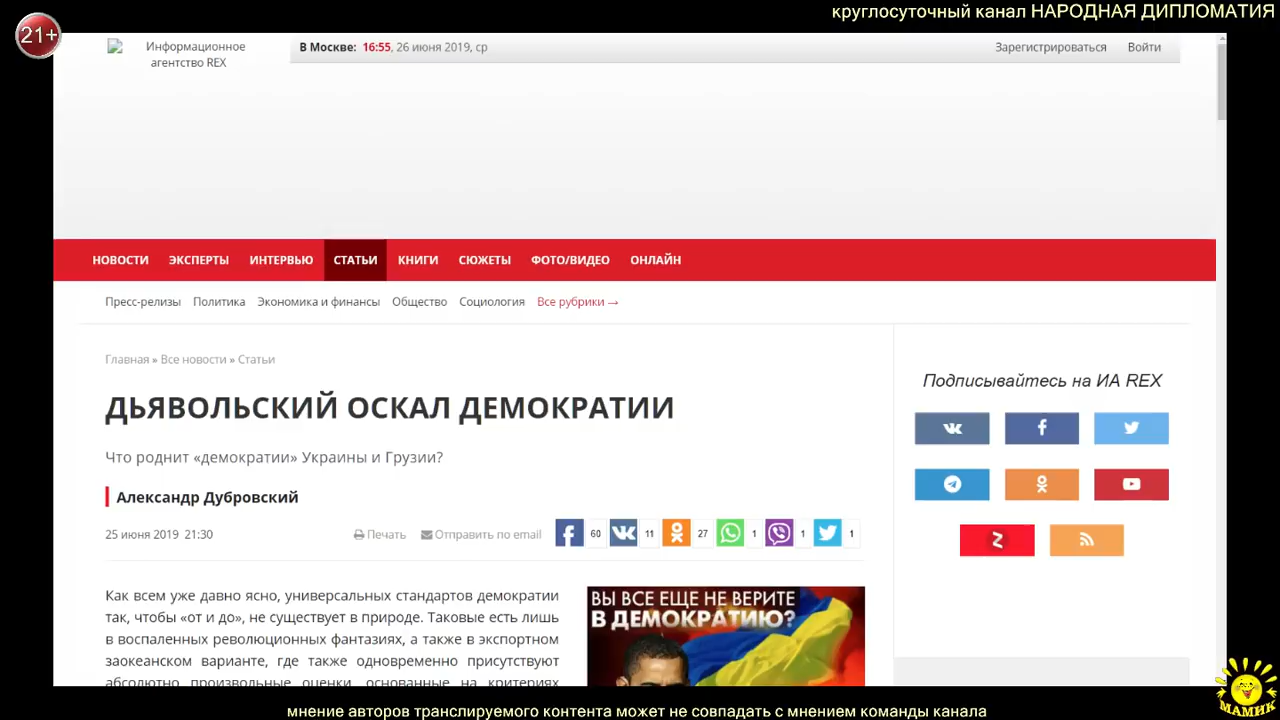 круглосуточный канал НАРОДНАЯ ДИПЛОМАТИЯ
21+
Информационное
агентство REX
В Москве: 16:55, 26 июня 2019, ср
Зарегистрироваться Войти
НОВОСТИ ЭКСПЕРТЫ ИНТЕРВЬЮ СТАТЬИ КНИГИ СЮЖЕТЫ ФОТО/ВИДЕО ОНЛАЙН
Пресс-релизы Политика Экономика и финансы Общество Социология Все рубрики →
Главная » Все новости » Статьи
ДЬЯВОЛЬСКИЙ ОСКАЛ ДЕМОКРАТИИ
Что роднит «демократии» Украины и Грузии?
Александр Дубровский
25 июня 2019 21:30
Печать Отправить по email 60 11 27 1 1 1
Как всем уже давно ясно, универсальных стандартов демократии
так, чтобы «от и до», не существует в природе. Таковые есть лишь
в воспаленных революционных фантазиях, а также в экспортном
заокеанском варианте, где также одновременно присутствуют
абсолютно произвольные оценки, основанные на критериях
ВЫ ВСЕ ЕЩЕ НЕ ВЕРИТЕ
В ДЕМОКРАТИЮ?
Подписывайтесь на ИА REX
МАМИК
мнение авторов транслируемого контента может не совпадать с мнением команды канала